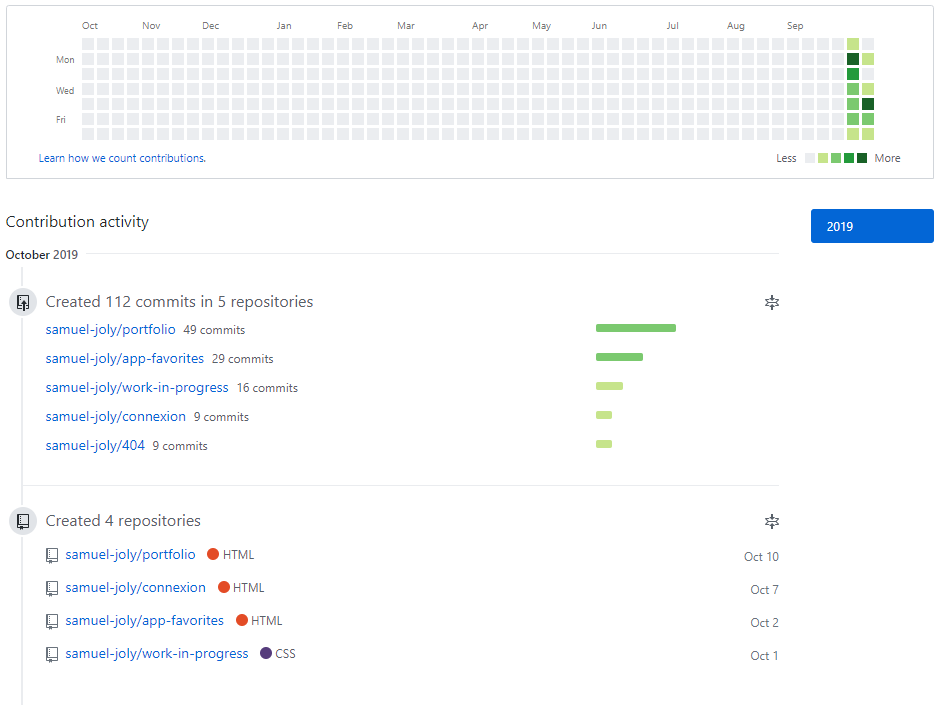 Oct Nov Dec Jan Feb Mar Apr May Jun Jul Aug Sep
Mon
Wed
Fri
Learn how we count contributions.
Less More
Contribution activity
2019
October 2019
Created 112 commits in 5 repositories
samuel-joly/portfolio 49 commits
samuel-joly/app-favorites 29 commits
samuel-joly/work-in-progress 16 commits
samuel-joly/connexion 9 commits
samuel-joly/404 9 commits
Created 4 repositories
samuel-joly/portfolio HTML Oct 10
samuel-joly/connexion HTML Oct 7
samuel-joly/app-favorites HTML Oct 2
samuel-joly/work-in-progress CSS Oct 1